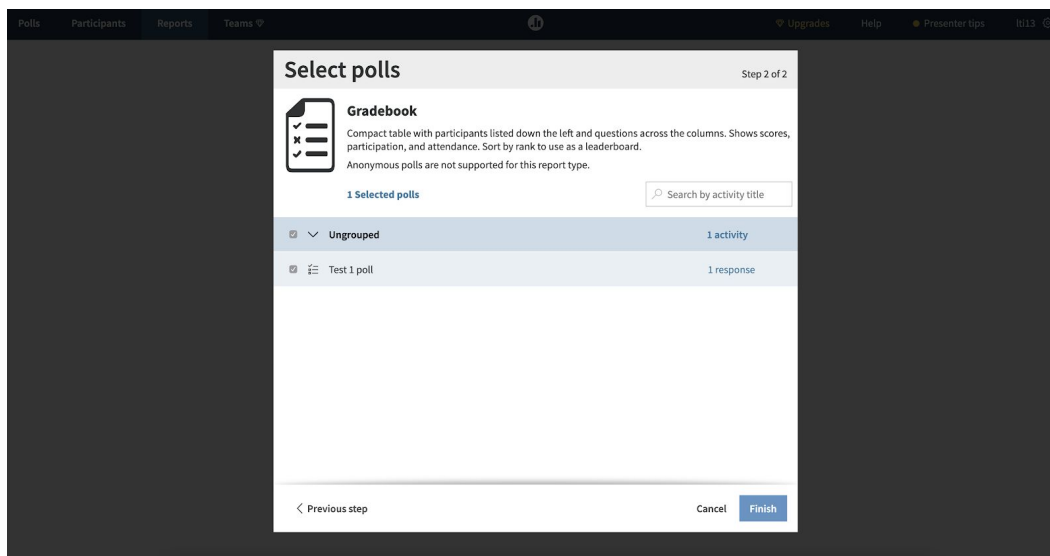 Polls Participants Reports Teams Upgrades Help Presenter tips lti13
Select polls Step 2 of 2
Gradebook
Compact table with participants listed down the left and questions across the columns. Shows scores,
participation, and attendance. Sort by rank to use as a leaderboard.
Anonymous polls are not supported for this report type.
1 Selected polls Search by activity title
Ungrouped 1 activity
Test 1 poll 1 response
Previous step Cancel Finish